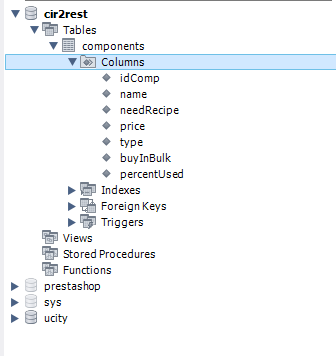 cir2rest
Tables
components
Columns
idComp
name
needRecipe
price
type
buyInBulk
percentUsed
Indexes
Foreign Keys
Triggers
Views
Stored Procedures
Functions
prestashop
sys
ucity